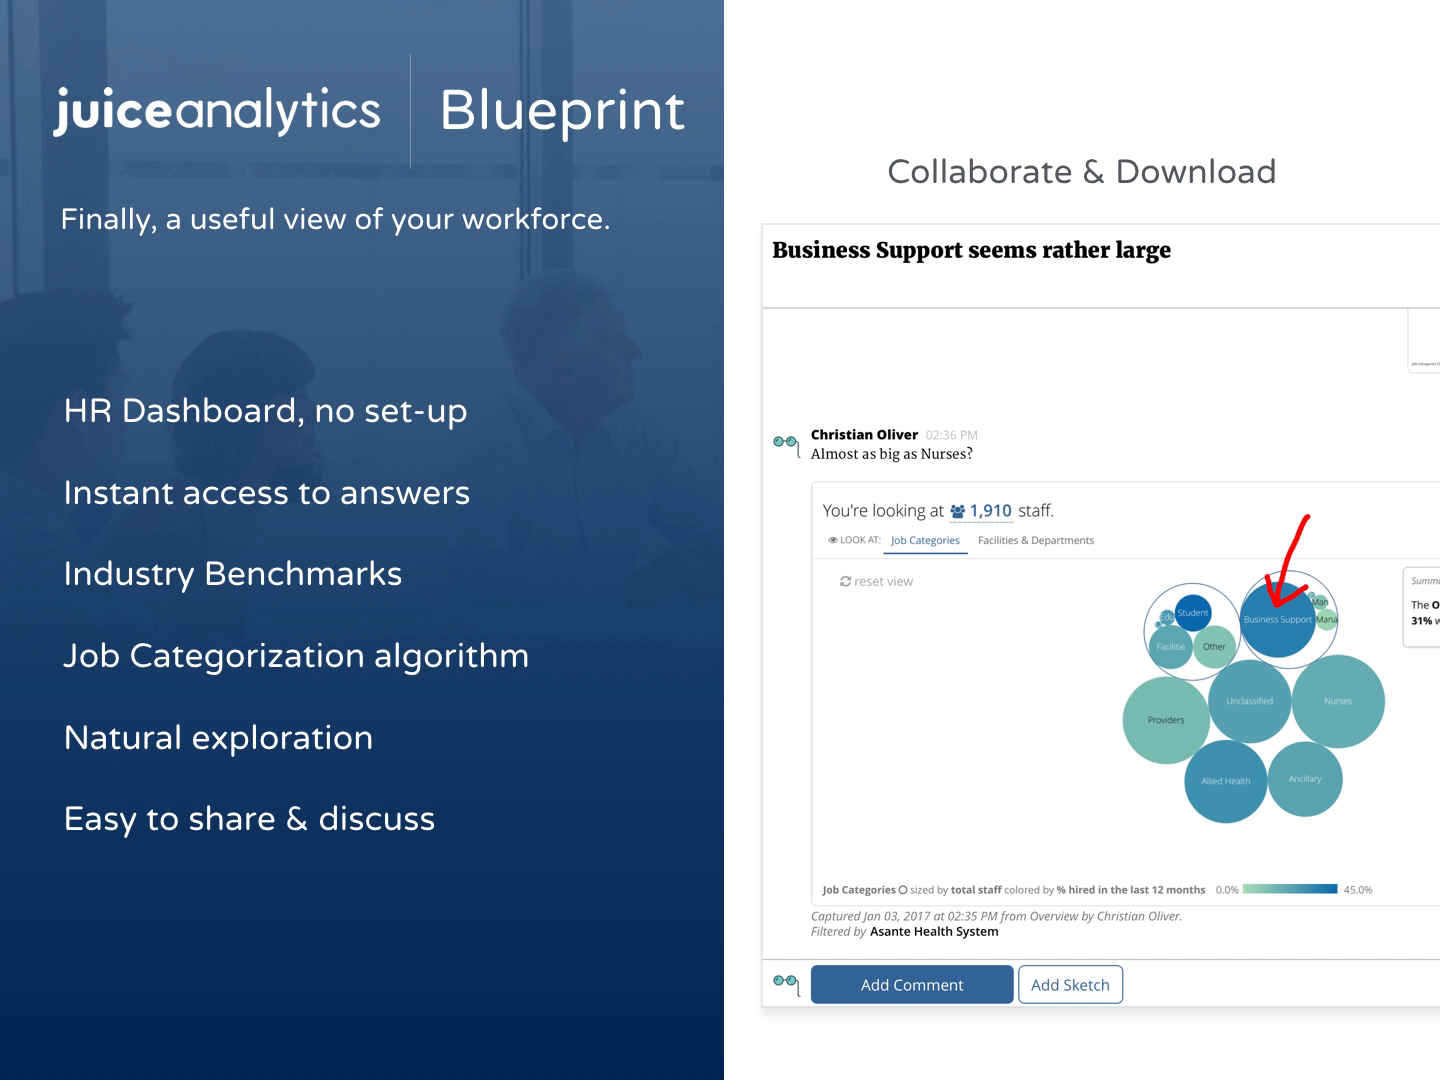 juiceanalytics
Blueprint
Finally, a useful view of your workforce.
HR Dashboard, no set-up
Instant access to answers
Industry Benchmarks
Job Categorization algorithm
Natural exploration
Easy to share & discuss
Collaborate & Download
Business Support seems rather large
Christian Oliver 02:36 PM
Almost as big as Nurses?
You're looking at 1,910 staff.
LOOK AT: Job Categories Facilities & Departments
reset view
Student
Edu
Facilitie
Other
Business Support
Man
Mana
Unclassified
Nurses
Providers
Allied Health
Ancillary
Summa
The O
31% w
Job Categories sized by total staff colored by % hired in the last 12 months 0.0% 45.0%
Captured Jan 03, 2017 at 02:35 PM from Overview by Christian Oliver.
Filtered by Asante Health System
Add Comment
Add Sketch